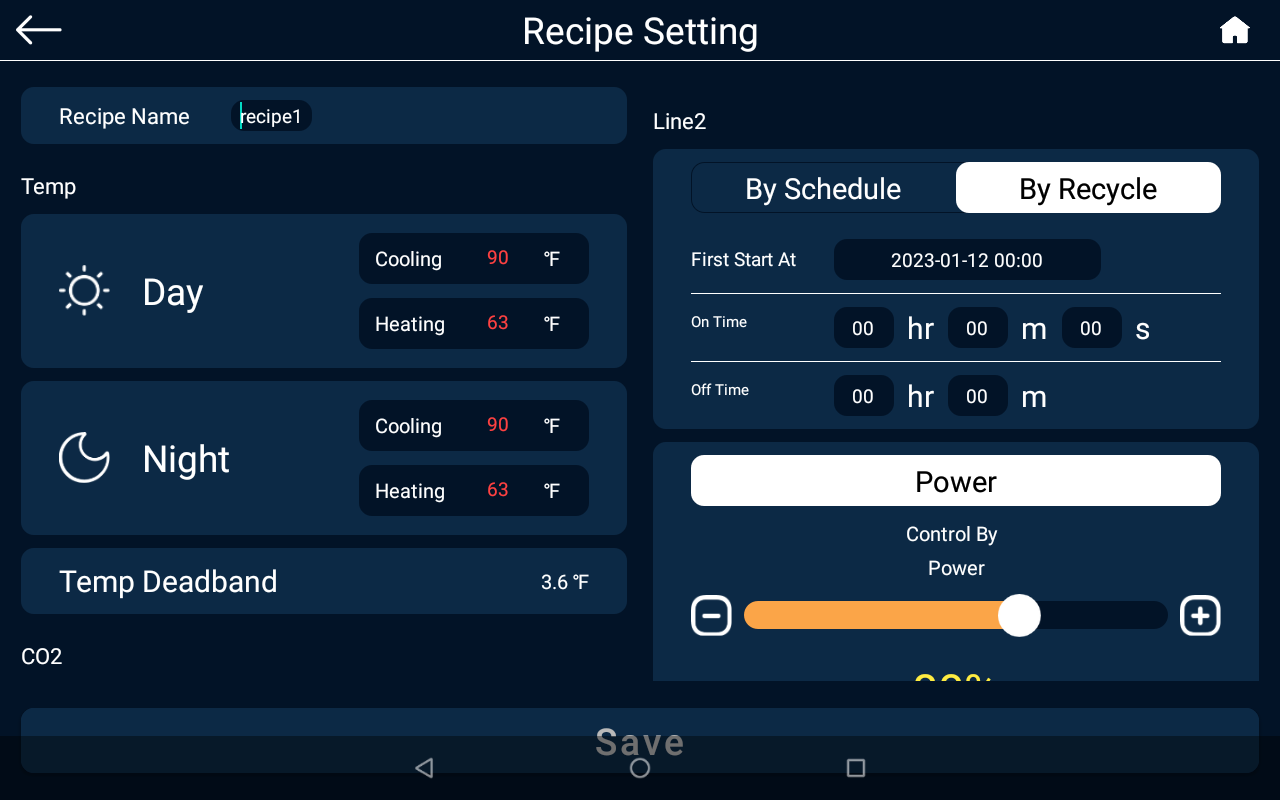 Recipe Setting
Recipe Name recipe1
Temp
Day
Cooling 90 °F
Heating 63 °F
Night
Cooling 90 °F
Heating 63 °F
Temp Deadband 3.6 °F
CO2
Line2
By Schedule By Recycle
First Start At 2023-01-12 00:00
On Time 00 hr 00 m 00 s
Off Time 00 hr 00 m
Power
Control By
Power
Save